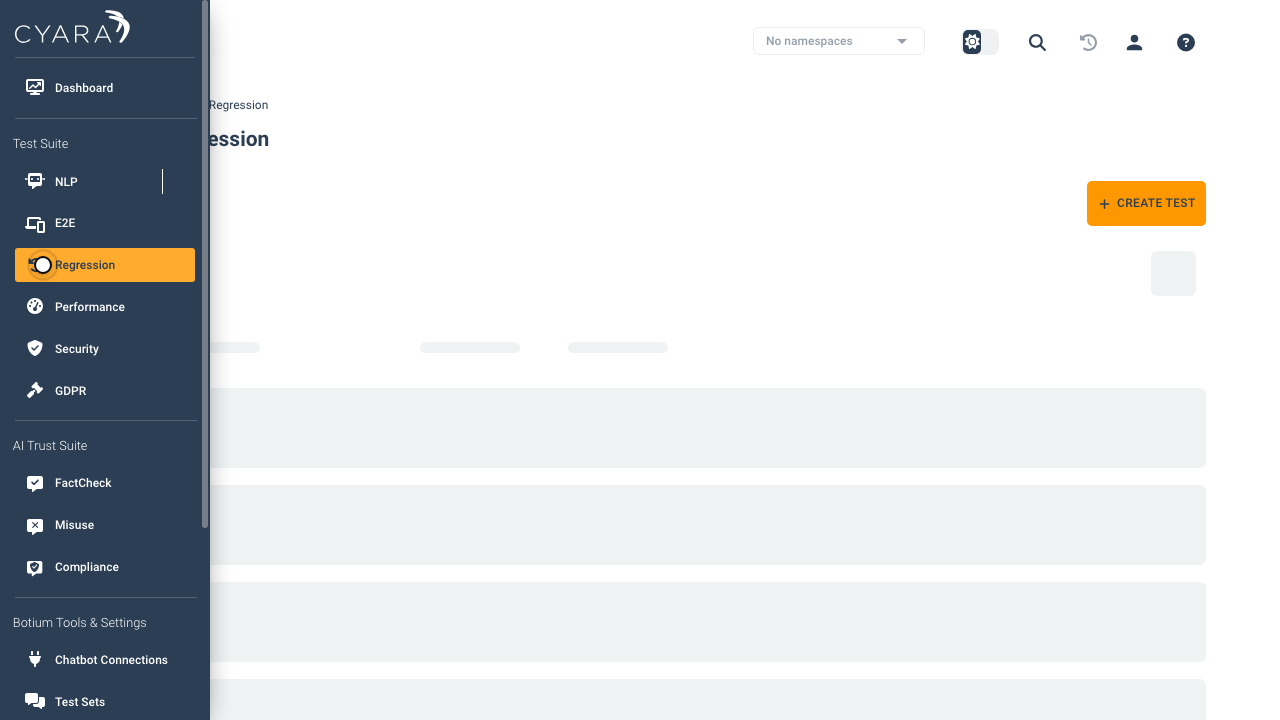 CYARA
Dashboard
Test Suite
NLP
E2E
Regression
Performance
Security
GDPR
AI Trust Suite
FactCheck
Misuse
Compliance
Botium Tools & Settings
Chatbot Connections
Test Sets
No namespaces
Regression
ession
+ CREATE TEST